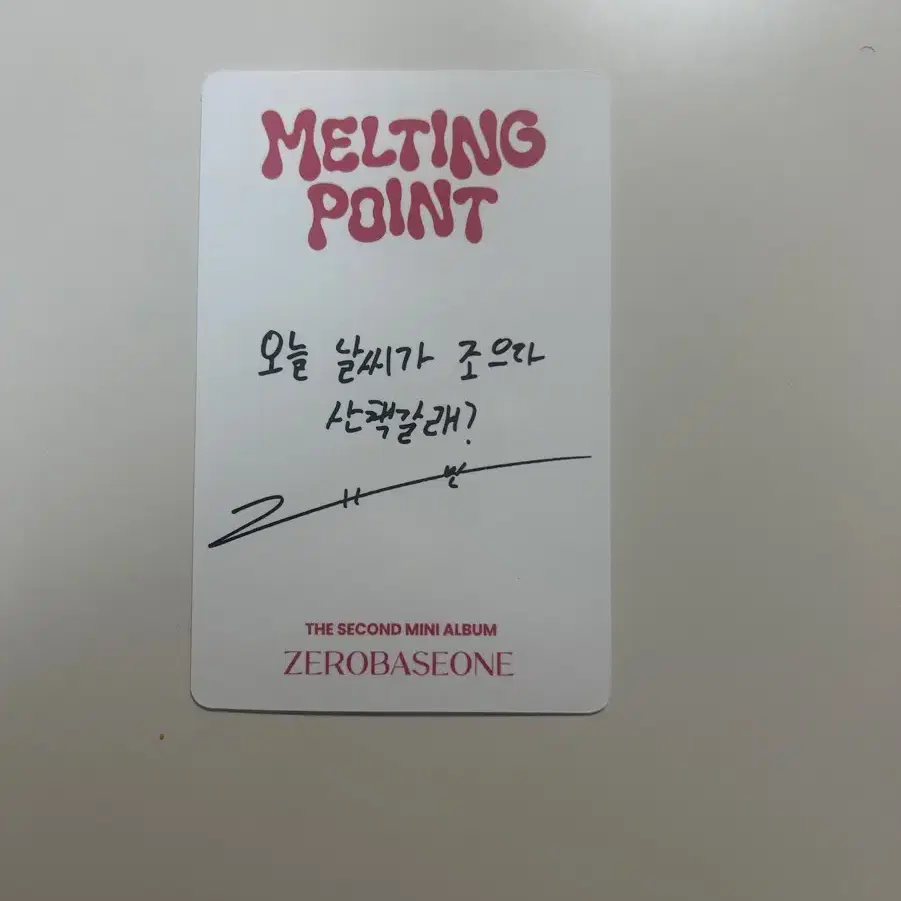 MELTING
POINT
오늘 날씨가 조으다
산책갈래?
THE SECOND MINI ALBUM
ZEROBASEONE